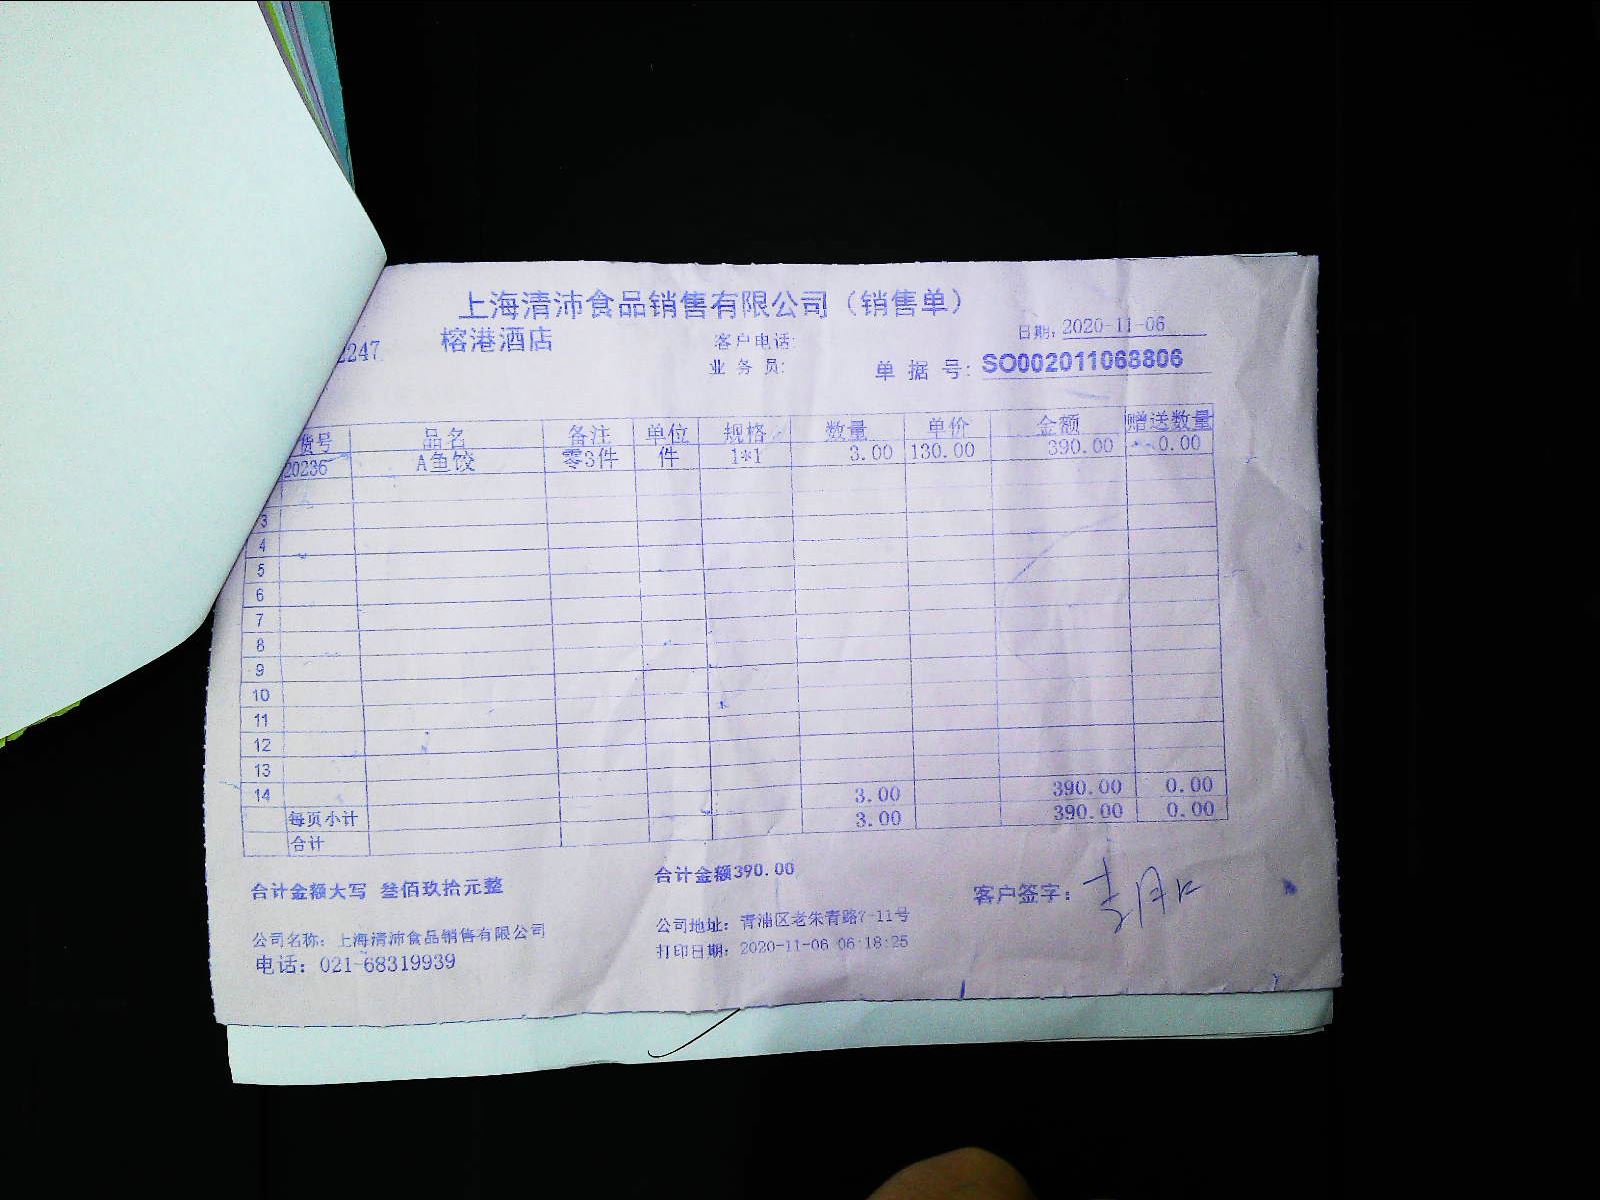 上海清沛食品销售有限公司（销售单）
2247 榕港酒店 客户电话: 日期: 2020-11-06
业务员: 单据号: SO002011063806
货号 品名 备注 单位 规格 数量 单价 金额 赠送数量
20236 A鱼饺 零3件 件 1*1 3.00 130.00 390.00 0.00
3
4
5
6
7
8
9
10
11
12
13
14 3.00 390.00 0.00
每页小计 3.00 390.00 0.00
合计
合计金额大写 叁佰玖拾元整 合计金额390.00 客户签字:
公司名称: 上海清沛食品销售有限公司 公司地址: 青浦区老朱青路7-11号
电话: 021-68319939 打印日期: 2020-11-06 06:18:25